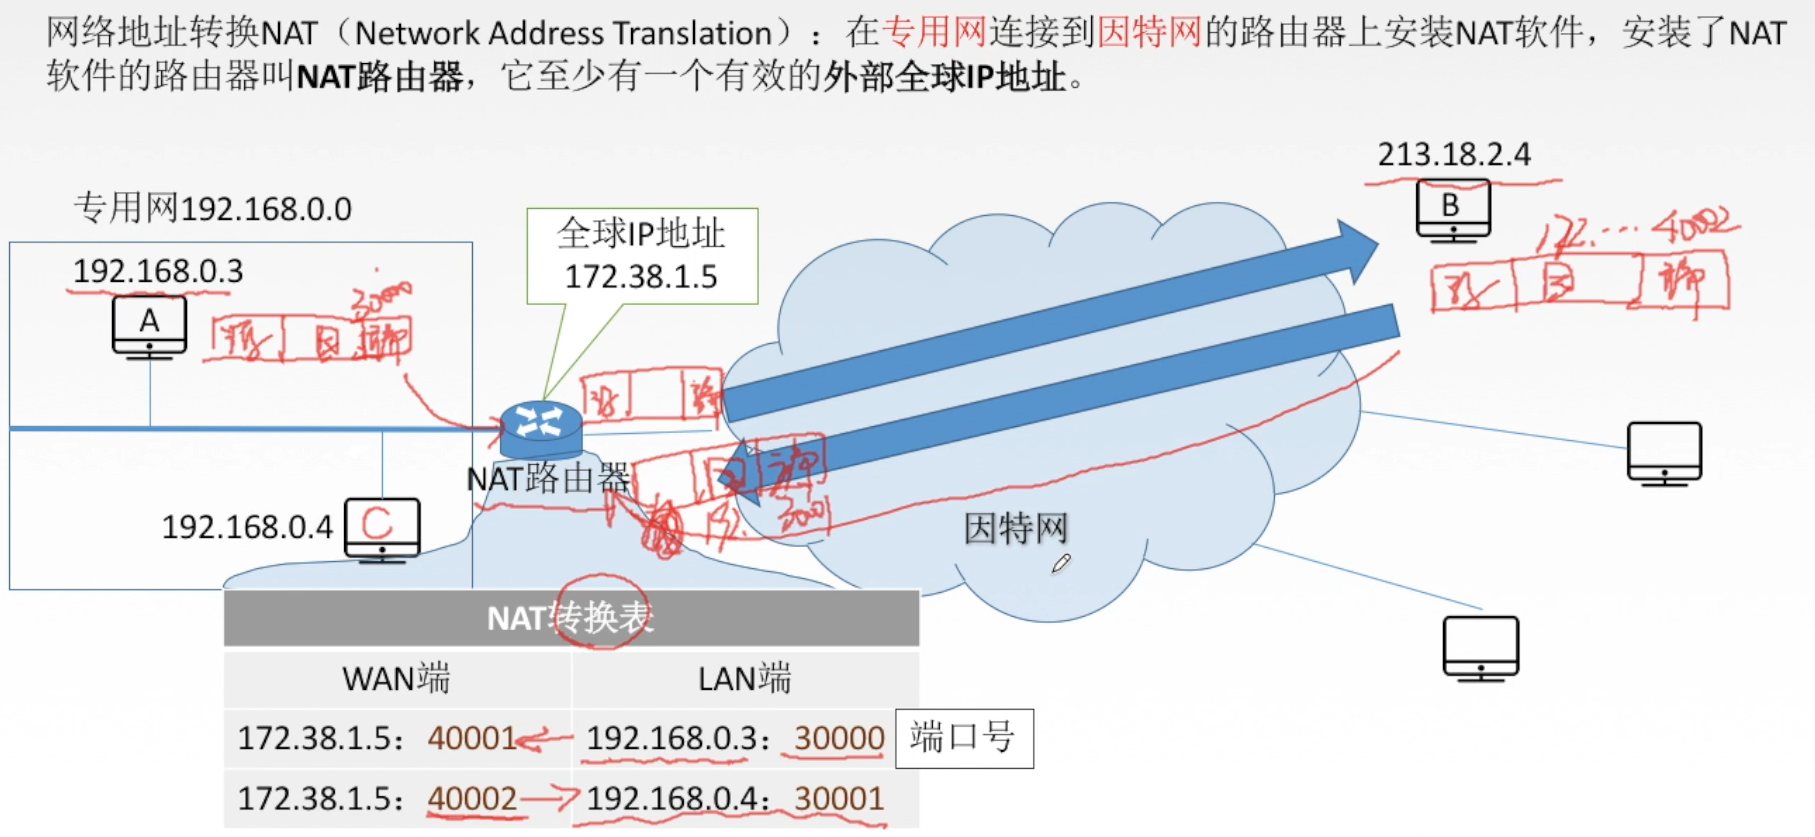 网络地址转换NAT（Network Address Translation）：在专用网连接到因特网的路由器上安装NAT软件，安装了NAT
软件的路由器叫NAT路由器，它至少有一个有效的外部全球IP地址。
213.18.2.4
B
专用网192.168.0.0
全球IP地址
172.38.1.5
192.168.0.3
A
30000
目
172.... 40002
目
NAT路由器
192.168.0.4
C
目
192. 30001
因特网
NAT转换表
WAN端
LAN端
172.38.1.5：40001
192.168.0.3：30000
端口号
172.38.1.5：40002
192.168.0.4：30001